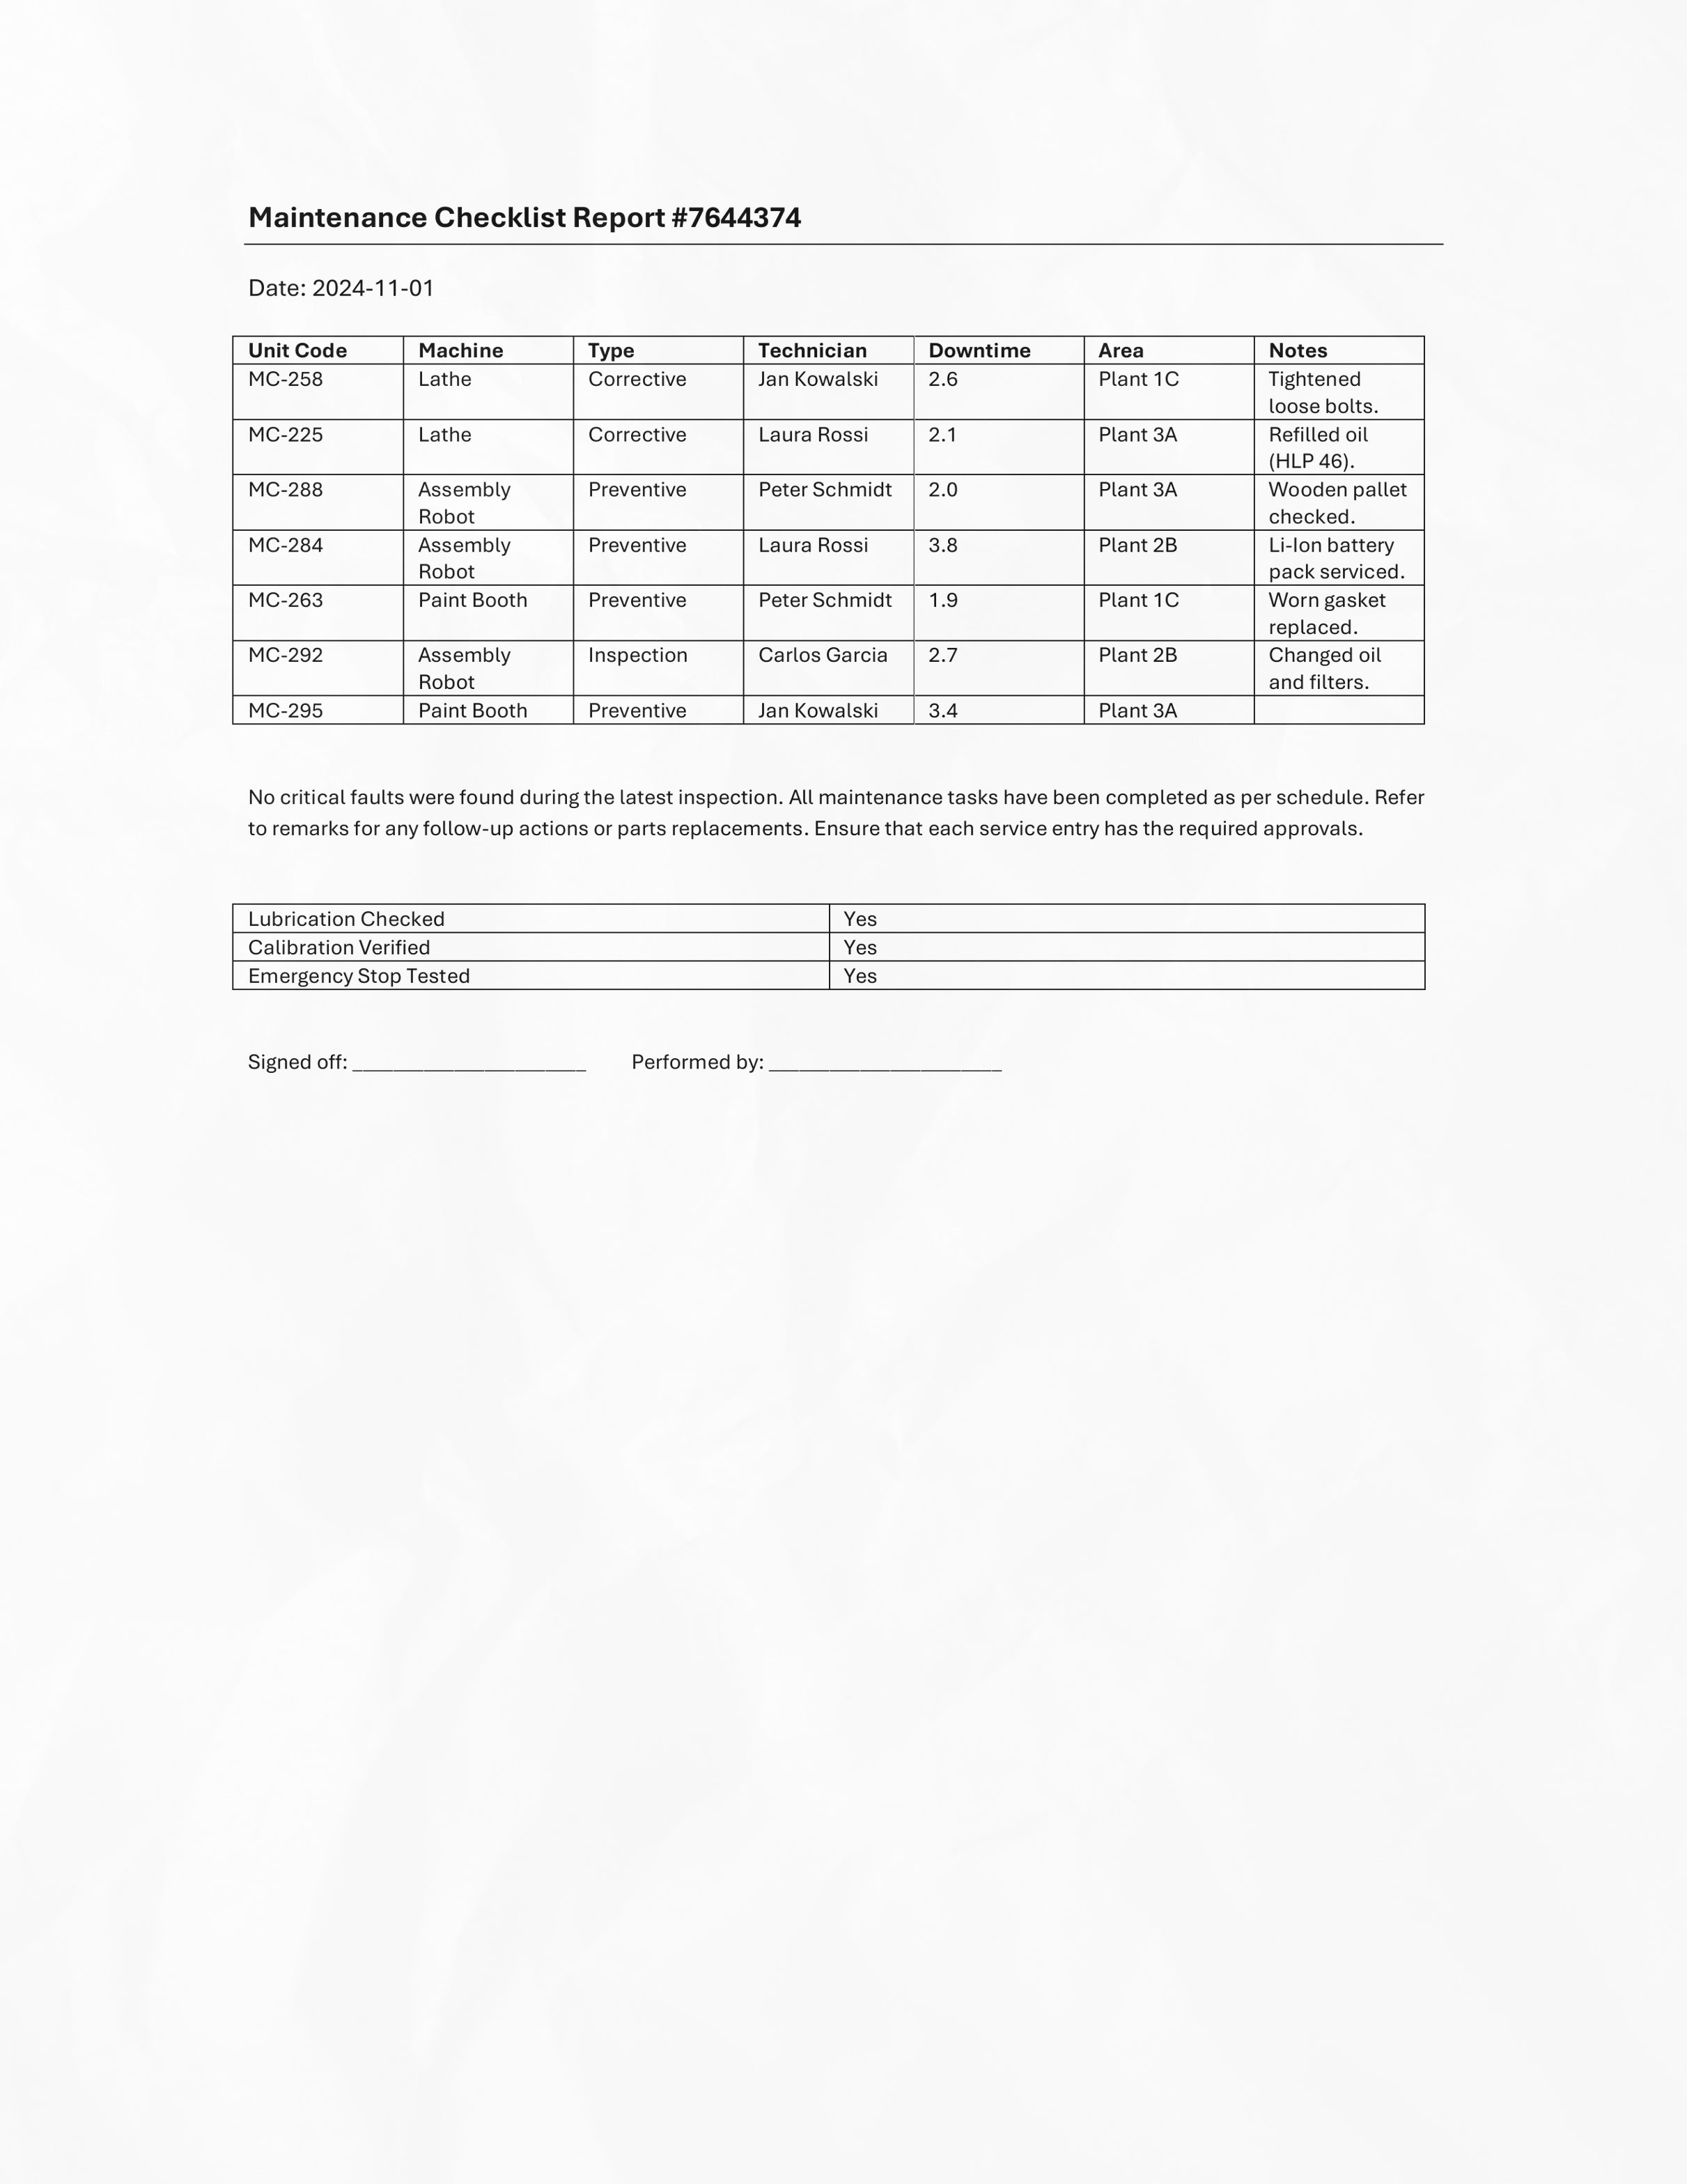 Maintenance Checklist Report #7644374
Date: 2024-11-01
Unit Code Machine Type Technician Downtime Area Notes
MC-258 Lathe Corrective Jan Kowalski 2.6 Plant 1C Tightened
loose bolts.
MC-225 Lathe Corrective Laura Rossi 2.1 Plant 3A Refilled oil
(HLP 46).
MC-288 Assembly Preventive Peter Schmidt 2.0 Plant 3A Wooden pallet
Robot checked.
MC-284 Assembly Preventive Laura Rossi 3.8 Plant 2B Li-Ion battery
Robot pack serviced.
MC-263 Paint Booth Preventive Peter Schmidt 1.9 Plant 1C Worn gasket
replaced.
MC-292 Assembly Inspection Carlos Garcia 2.7 Plant 2B Changed oil
Robot and filters.
MC-295 Paint Booth Preventive Jan Kowalski 3.4 Plant 3A
No critical faults were found during the latest inspection. All maintenance tasks have been completed as per schedule. Refer
to remarks for any follow-up actions or parts replacements. Ensure that each service entry has the required approvals.
Lubrication Checked Yes
Calibration Verified Yes
Emergency Stop Tested Yes
Signed off: ____________________ Performed by: ____________________